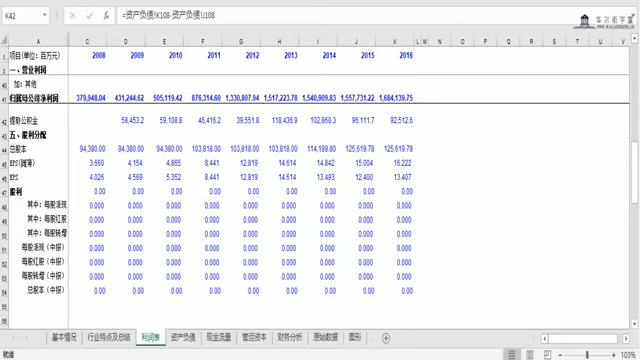 K42 =资产负债!K108-资产负债!J108
华尔街学堂
WWW.WALLSTREETS.CN
A C D E F G H I J K L M N O P Q R S T U V
1 项目(单位: 百万元) 2008 2009 2010 2011 2012 2013 2014 2015 2016
3 一、营业利润
40 加: 其他
41 归属母公司净利润 379,948.04 431,244.62 505,119.42 876,314.60 1,330,807.94 1,517,223.78 1,540,909.83 1,557,731.22 1,684,139.75
42 提取公积金 58,453.2 59,108.8 46,416.2 39,551.8 118,436.9 102,860.3 96,111.7 92,512.6
43 五、股利分配
44 总股本 94,380.00 94,380.00 94,380.00 103,818.00 103,818.00 103,818.00 114,199.80 125,619.78 125,619.78
45 EPS(摊薄) 3.660 4.154 4.865 8.441 12.819 14.614 14.842 15.004 16.222
46 EPS 4.026 4.569 5.352 8.441 12.819 14.614 13.493 12.400 13.407
47 股利 0.00 0.00 0.00 0.00 0.00 0.00 0.00 0.00 0.00
48 其中: 每股派现 0.000 0.000 0.000 0.000 0.000 0.000 0.000 0.000 0.000
49 其中: 每股红股 0.000 0.000 0.000 0.000 0.000 0.000 0.000 0.000 0.000
50 其中: 每股转增 0.000 0.000 0.000 0.000 0.000 0.000 0.000 0.000 0.000
51 每股派现 (中报) 0.000 0.000 0.000 0.000 0.000 0.000 0.000 0.000 0.000
52 每股红股 (中报) 0.000 0.000 0.000 0.000 0.000 0.000 0.000 0.000 0.000
53 每股转增 (中报) 0.000 0.000 0.000 0.000 0.000 0.000 0.000 0.000 0.000
54 总股本 (中报) 0.00 0.00 0.00 0.00 0.00 0.00 0.00 0.00 0.00
55
56
基本情况 行业特点及总结 利润表 资产负债 现金流量 营运资本 财务分析 原始数据 图形
就绪 103%